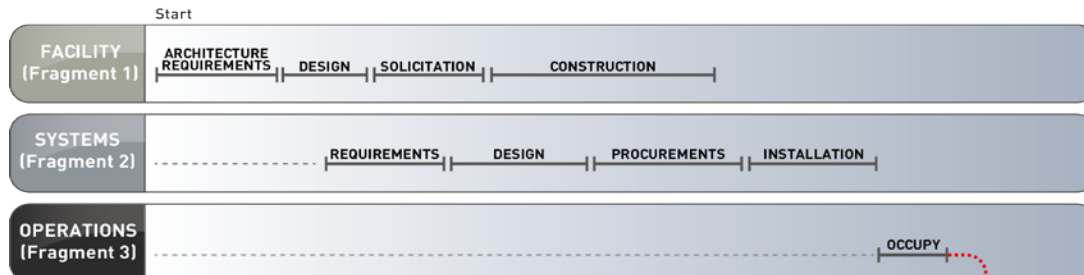 Start
FACILITY
(Fragment 1)
ARCHITECTURE
REQUIREMENTS
DESIGN
SOLICITATION
CONSTRUCTION
SYSTEMS
(Fragment 2)
REQUIREMENTS
DESIGN
PROCUREMENTS
INSTALLATION
OPERATIONS
(Fragment 3)
OCCUPY